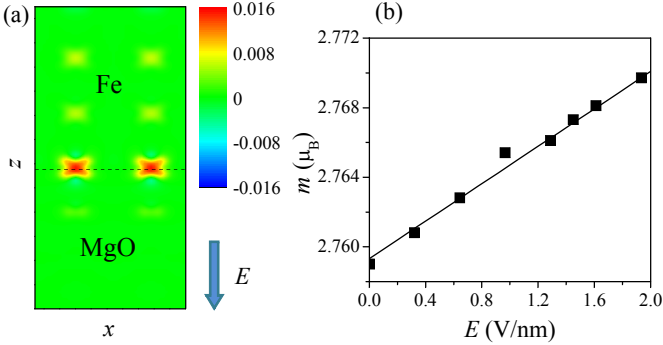 (a)
0.016
0.008
0
-0.008
-0.016
Fe
MgO
z
x
E
(b)
2.772
2.768
2.764
2.760
m (μB)
0.0 0.4 0.8 1.2 1.6 2.0
E (V/nm)